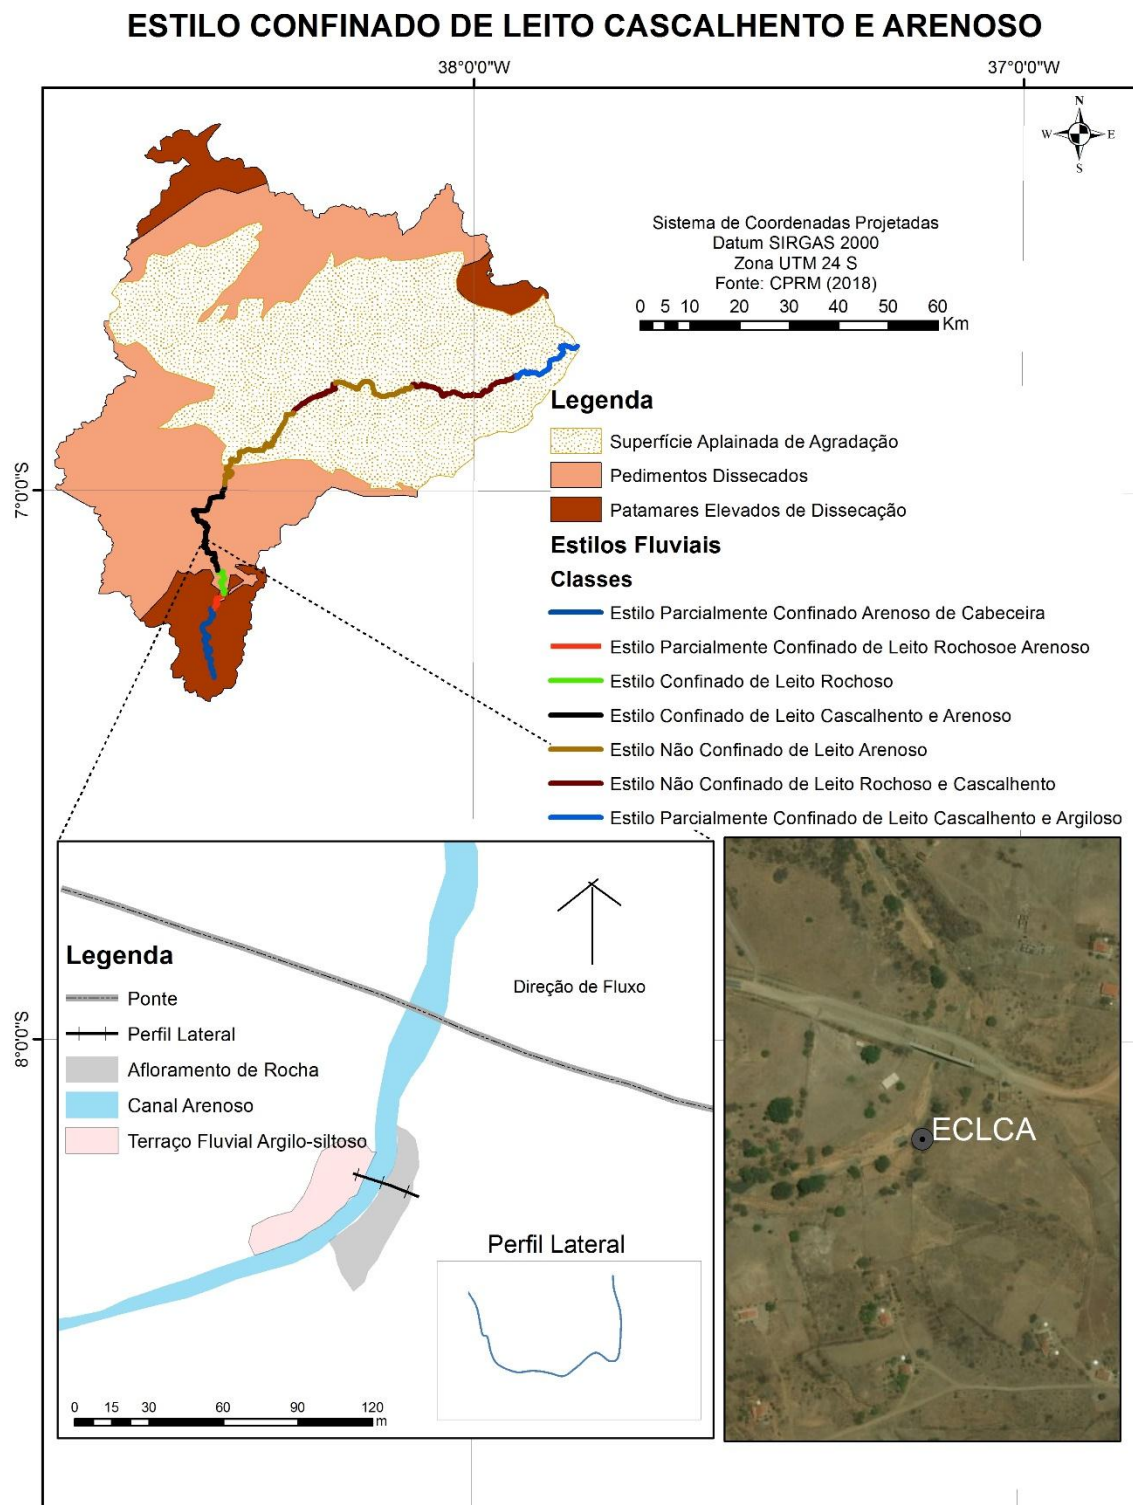 ESTILO CONFINADO DE LEITO CASCALHENTO E ARENOSO
38°0'0"W
37°0'0"W
N
W
E
S
Sistema de Coordenadas Projetadas
Datum SIRGAS 2000
Zona UTM 24 S
Fonte: CPRM (2018)
0 5 10 20 30 40 50 60
Km
Legenda
Superfície Aplainada de Agradação
Pedimentos Dissecados
Patamares Elevados de Dissecação
Estilos Fluviais
Classes
Estilo Parcialmente Confinado Arenoso de Cabeceira
Estilo Parcialmente Confinado de Leito Rochosoe Arenoso
Estilo Confinado de Leito Rochoso
Estilo Confinado de Leito Cascalhento e Arenoso
Estilo Não Confinado de Leito Arenoso
Estilo Não Confinado de Leito Rochoso e Cascalhento
Estilo Parcialmente Confinado de Leito Cascalhento e Argiloso
7°0'0"S
8°0'0"S
Legenda
Ponte
Perfil Lateral
Afloramento de Rocha
Canal Arenoso
Terraço Fluvial Argilo-siltoso
Direção de Fluxo
Perfil Lateral
0 15 30 60 90 120
m
ECLCA